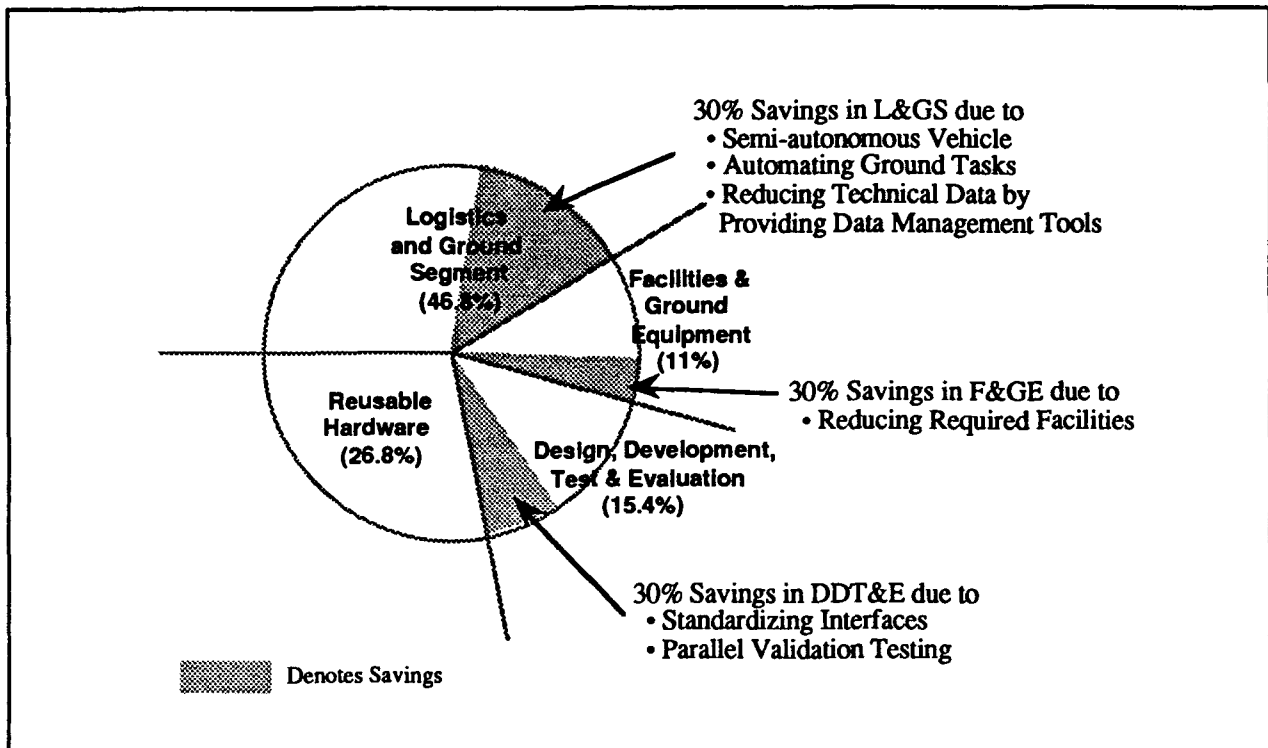 30% Savings in L&GS due to
• Semi-autonomous Vehicle
• Automating Ground Tasks
• Reducing Technical Data by
Providing Data Management Tools
Logistics
and Ground
Segment
(46.8%)
Facilities &
Ground
Equipment
(11%)
30% Savings in F&GE due to
• Reducing Required Facilities
Reusable
Hardware
(26.8%)
Design, Development,
Test & Evaluation
(15.4%)
30% Savings in DDT&E due to
• Standardizing Interfaces
• Parallel Validation Testing
Denotes Savings